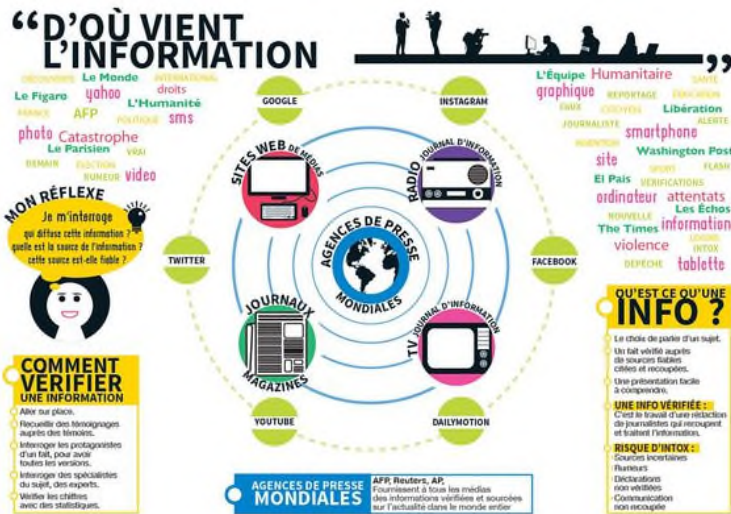 “D'OÙ VIENT
L'INFORMATION ”
DÉCOUVERTE Le Monde INTERNATIONAL
Le Figaro yahoo droits
L'Humanité
FRANCE AFP POLITIQUE sms
photo Catastrophe
Le Parisien VRAI
DEMAIN ÉLECTION
RUMEUR video
L'Équipe Humanitaire SANTÉ
graphique REPORTAGE ÉDUCATION
FAUX CITOYEN Libération
JOURNALISTE ALERTE
smartphone
INVENTION
site Washington Post
SPORT FLASH
El Pais VÉRIFICATIONS
ordinateur attentats
NOUVELLE Les Échos
The Times information
violence INTOX
DÉPÊCHE tablette
MON RÉFLEXE
Je m'interroge
qui diffuse cette information ?
quelle est la source de l'information ?
cette source est-elle fiable ?
GOOGLE
INSTAGRAM
TWITTER
FACEBOOK
YOUTUBE
DAILYMOTION
SITES WEB DE MÉDIAS
RADIO JOURNAL D'INFORMATION
AGENCES DE PRESSE
MONDIALES
JOURNAUX
MAGAZINES
TV JOURNAL D'INFORMATION
COMMENT
VÉRIFIER
UNE INFORMATION
Aller sur place.
Recueillir des témoignages
auprès des témoins.
Interroger les protagonistes
d'un fait, pour avoir
toutes les versions.
Interroger des spécialistes
du sujet, des experts.
Vérifier les chiffres
avec des statistiques.
AGENCES DE PRESSE
MONDIALES
AFP, Reuters, AP,
Fournissent à tous les médias
des informations vérifiées et sourcées
sur l'actualité dans le monde entier
QU'EST CE QU'UNE
INFO ?
Le choix de parler d'un sujet.
Un fait vérifié auprès
de sources fiables
citées et recoupées.
Une présentation facile
à comprendre.
UNE INFO VÉRIFIÉE :
C'est le travail d'une rédaction
de journalistes qui recoupent
et traitent l'information.
RISQUE D'INTOX :
Sources incertaines
Rumeurs
Déclarations
non vérifiées
Communication
non recoupée